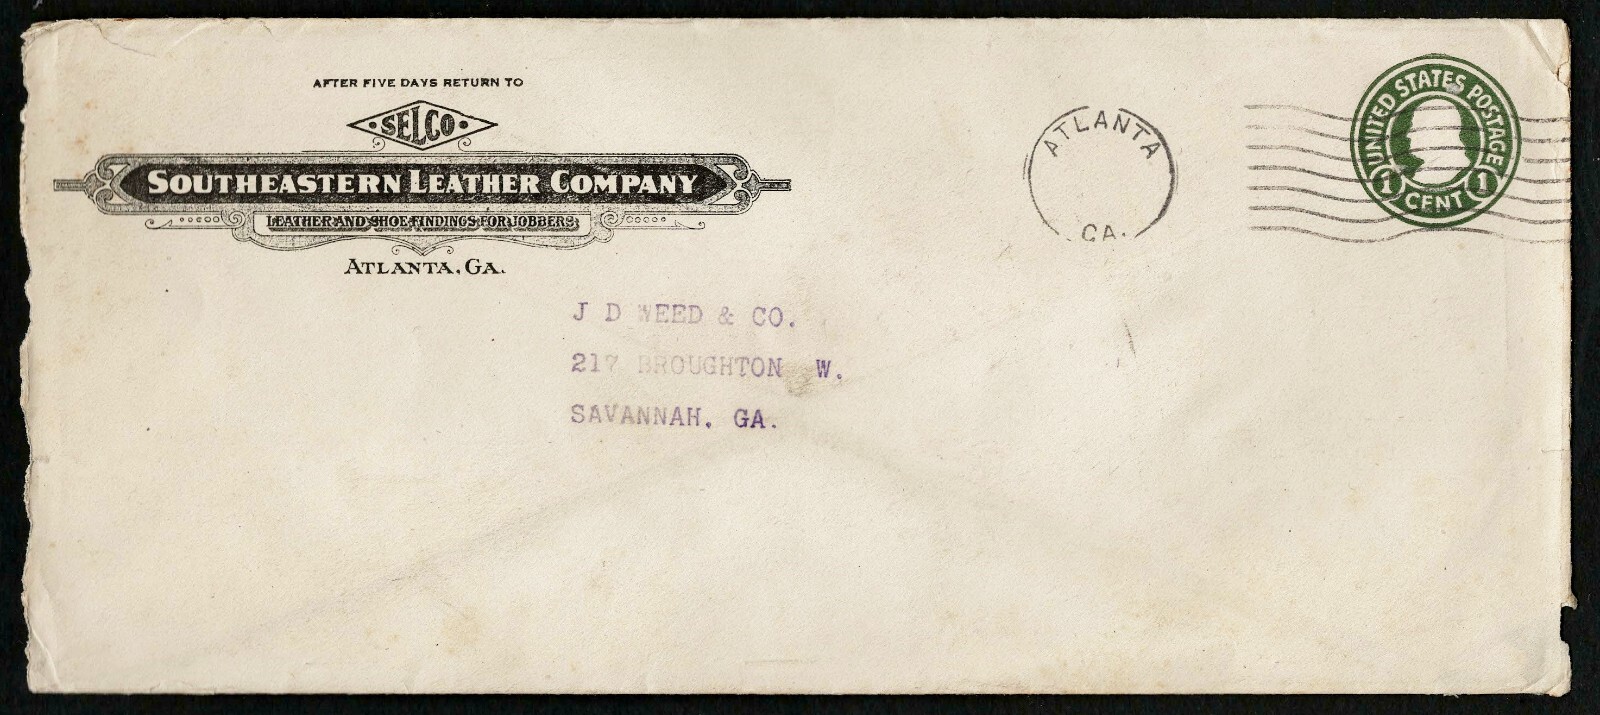 AFTER FIVE DAYS RETURN TO
SELCO
SOUTHEASTERN LEATHER COMPANY
LEATHER AND SHOE FINDINGS FOR JOBBERS
ATLANTA, GA.
ATLANTA
GA.
UNITED STATES POSTAGE
1 CENT 1
J D WEED & CO.
217 BROUGHTON W.
SAVANNAH, GA.